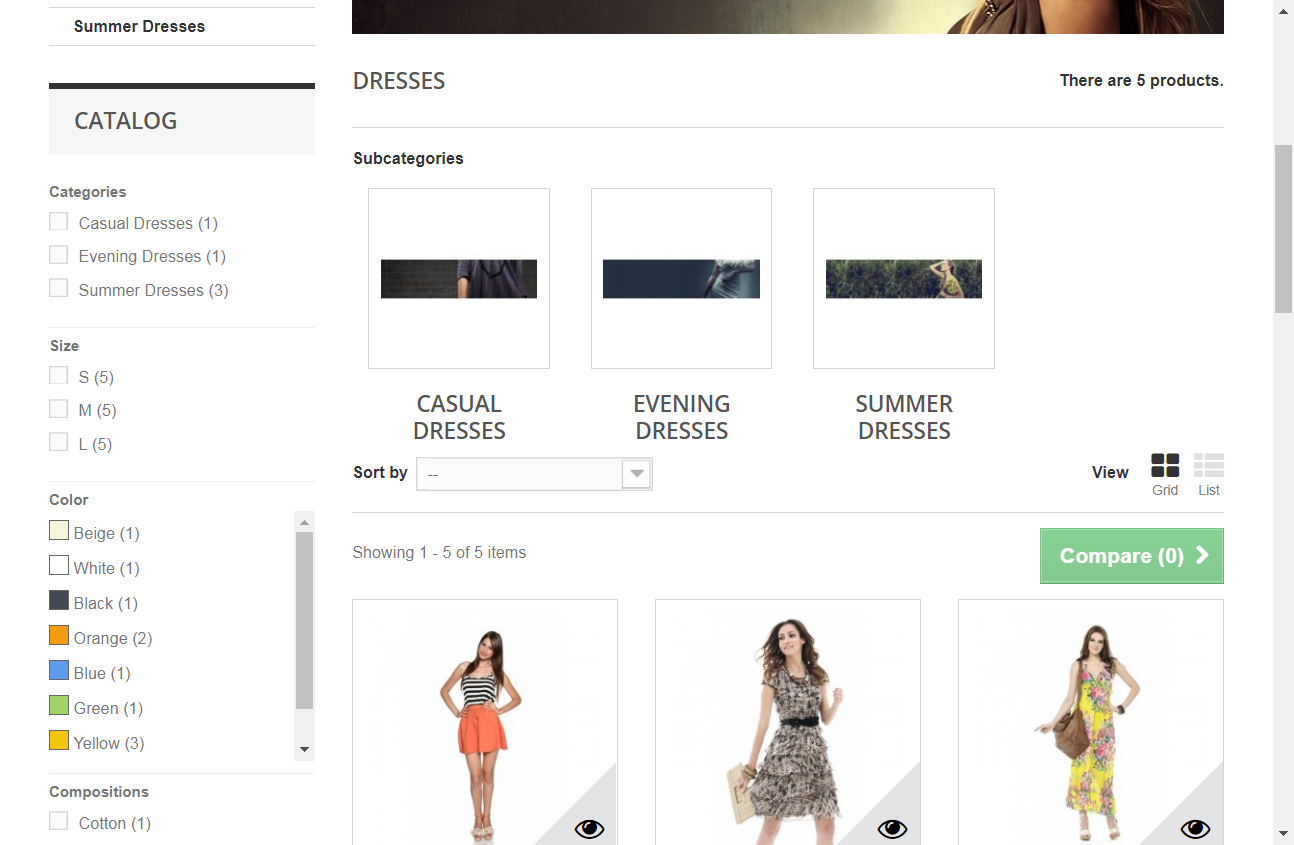 Summer Dresses
CATALOG
Categories
Casual Dresses (1)
Evening Dresses (1)
Summer Dresses (3)
Size
S (5)
M (5)
L (5)
Color
Beige (1)
White (1)
Black (1)
Orange (2)
Blue (1)
Green (1)
Yellow (3)
Compositions
Cotton (1)
DRESSES
There are 5 products.
Subcategories
CASUAL
DRESSES
EVENING
DRESSES
SUMMER
DRESSES
Sort by
--
View
Grid
List
Showing 1 - 5 of 5 items
Compare (0)